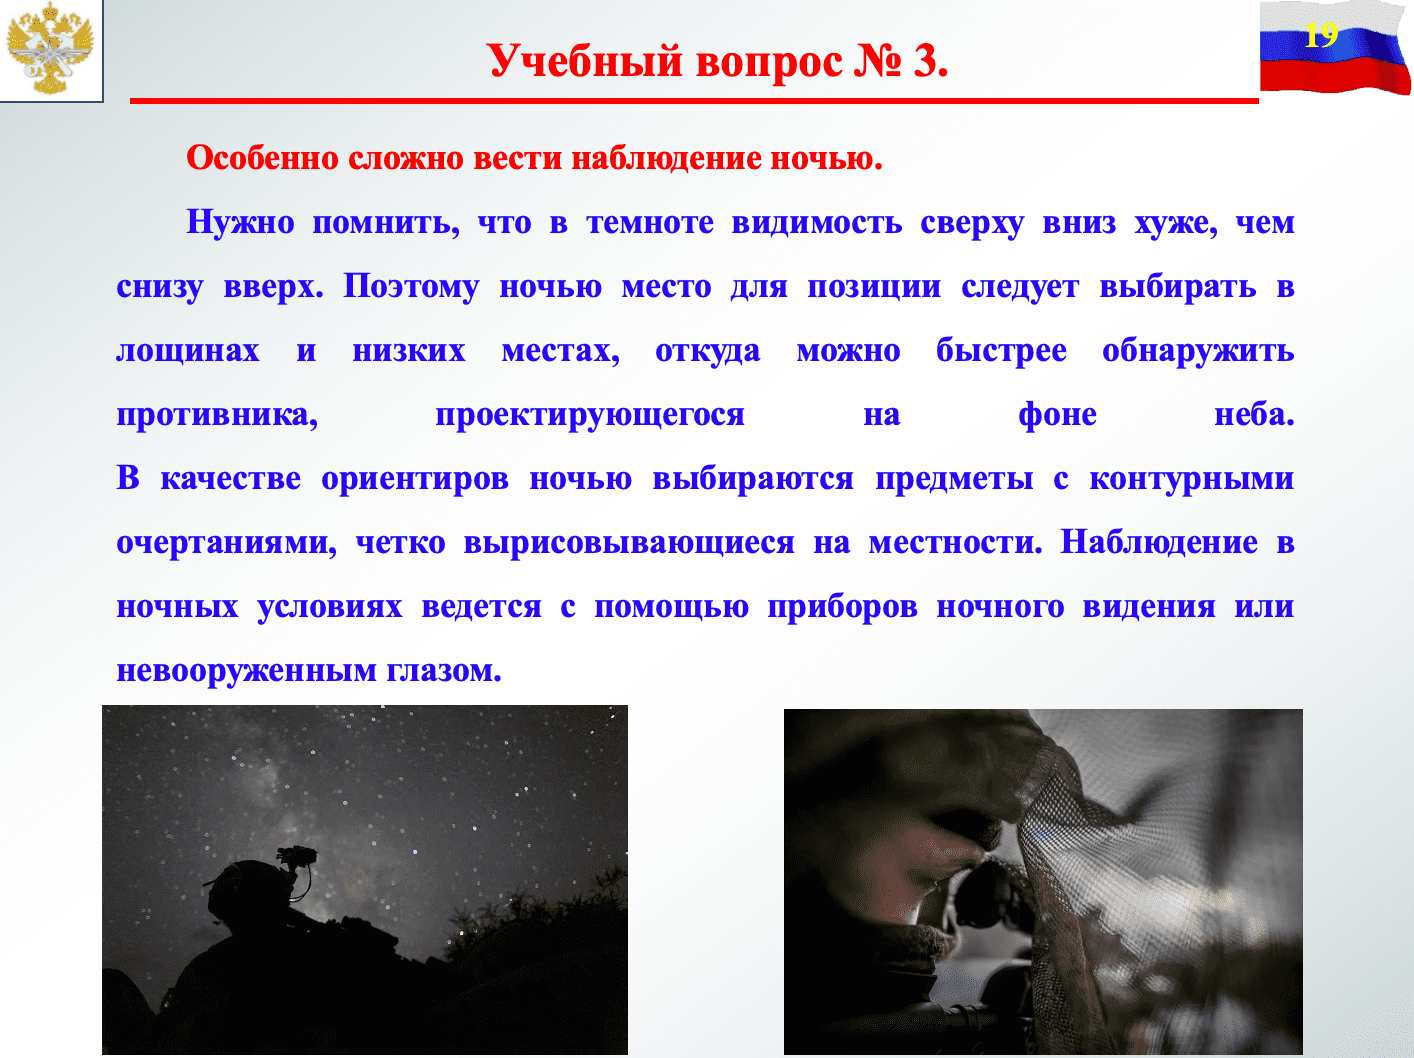 Учебный вопрос № 3.
19
Особенно сложно вести наблюдение ночью.
Нужно помнить, что в темноте видимость сверху вниз хуже, чем
снизу вверх. Поэтому ночью место для позиции следует выбирать в
лощинах и низких местах, откуда можно быстрее обнаружить
противника, проектирующегося на фоне неба.
В качестве ориентиров ночью выбираются предметы с контурными
очертаниями, четко вырисовывающиеся на местности. Наблюдение в
ночных условиях ведется с помощью приборов ночного видения или
невооруженным глазом.